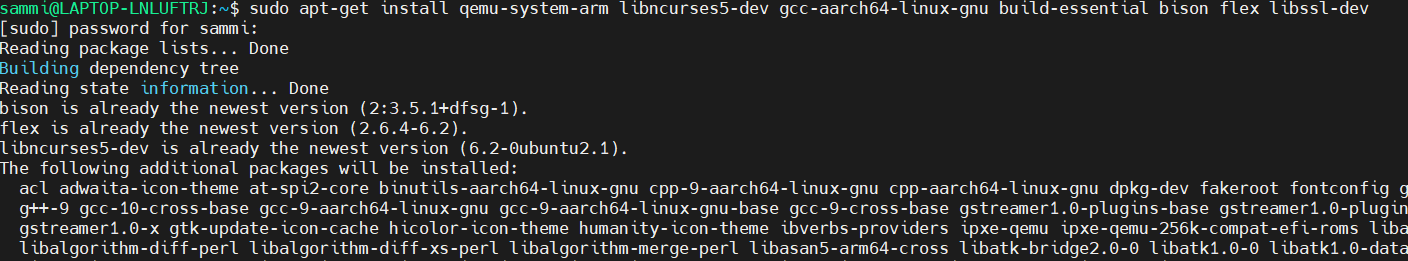 sammi@LAPTOP-LNLUFTRJ:~$ sudo apt-get install qemu-system-arm libncurses5-dev gcc-aarch64-linux-gnu build-essential bison flex libssl-dev
[sudo] password for sammi:
Reading package lists... Done
Building dependency tree
Reading state information... Done
bison is already the newest version (2:3.5.1+dfsg-1).
flex is already the newest version (2.6.4-6.2).
libncurses5-dev is already the newest version (6.2-0ubuntu2.1).
The following additional packages will be installed:
acl adwaita-icon-theme at-spi2-core binutils-aarch64-linux-gnu cpp-9-aarch64-linux-gnu cpp-aarch64-linux-gnu dpkg-dev fakeroot fontconfig g
g++-9 gcc-10-cross-base gcc-9-aarch64-linux-gnu gcc-9-aarch64-linux-gnu-base gcc-9-cross-base gstreamer1.0-plugins-base gstreamer1.0-plugin
gstreamer1.0-x gtk-update-icon-cache hicolor-icon-theme humanity-icon-theme ibverbs-providers ipxe-qemu ipxe-qemu-256k-compat-efi-roms liba
libalgorithm-diff-perl libalgorithm-diff-xs-perl libalgorithm-merge-perl libasan5-arm64-cross libatk-bridge2.0-0 libatk1.0-0 libatk1.0-data